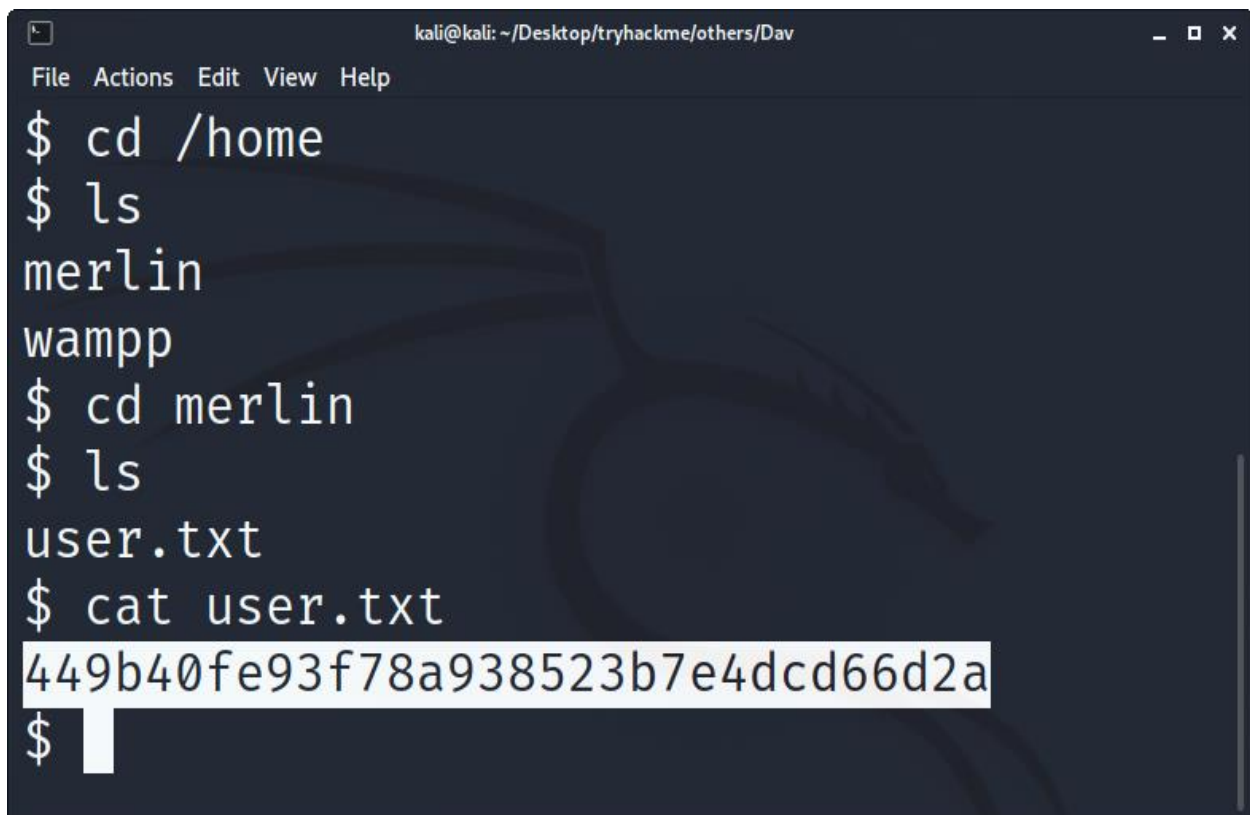 kali@kali: ~/Desktop/tryhackme/others/Dav
File Actions Edit View Help
$ cd /home
$ ls
merlin
wampp
$ cd merlin
$ ls
user.txt
$ cat user.txt
449b40fe93f78a938523b7e4dcd66d2a
$